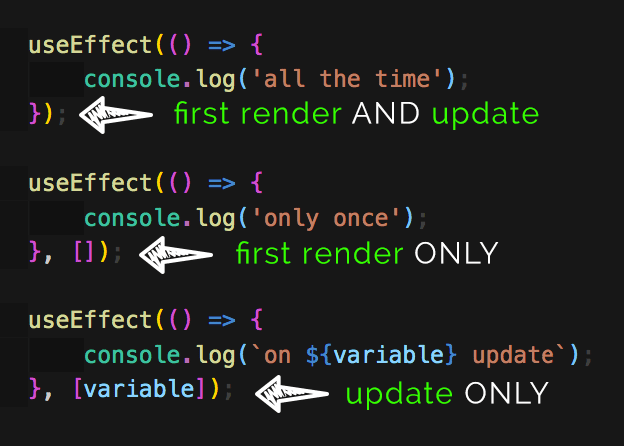 useEffect(() => {
console.log('all the time');
}); first render AND update
useEffect(() => {
console.log('only once');
}, []); first render ONLY
useEffect(() => {
console.log(`on ${variable} update`);
}, [variable]); update ONLY